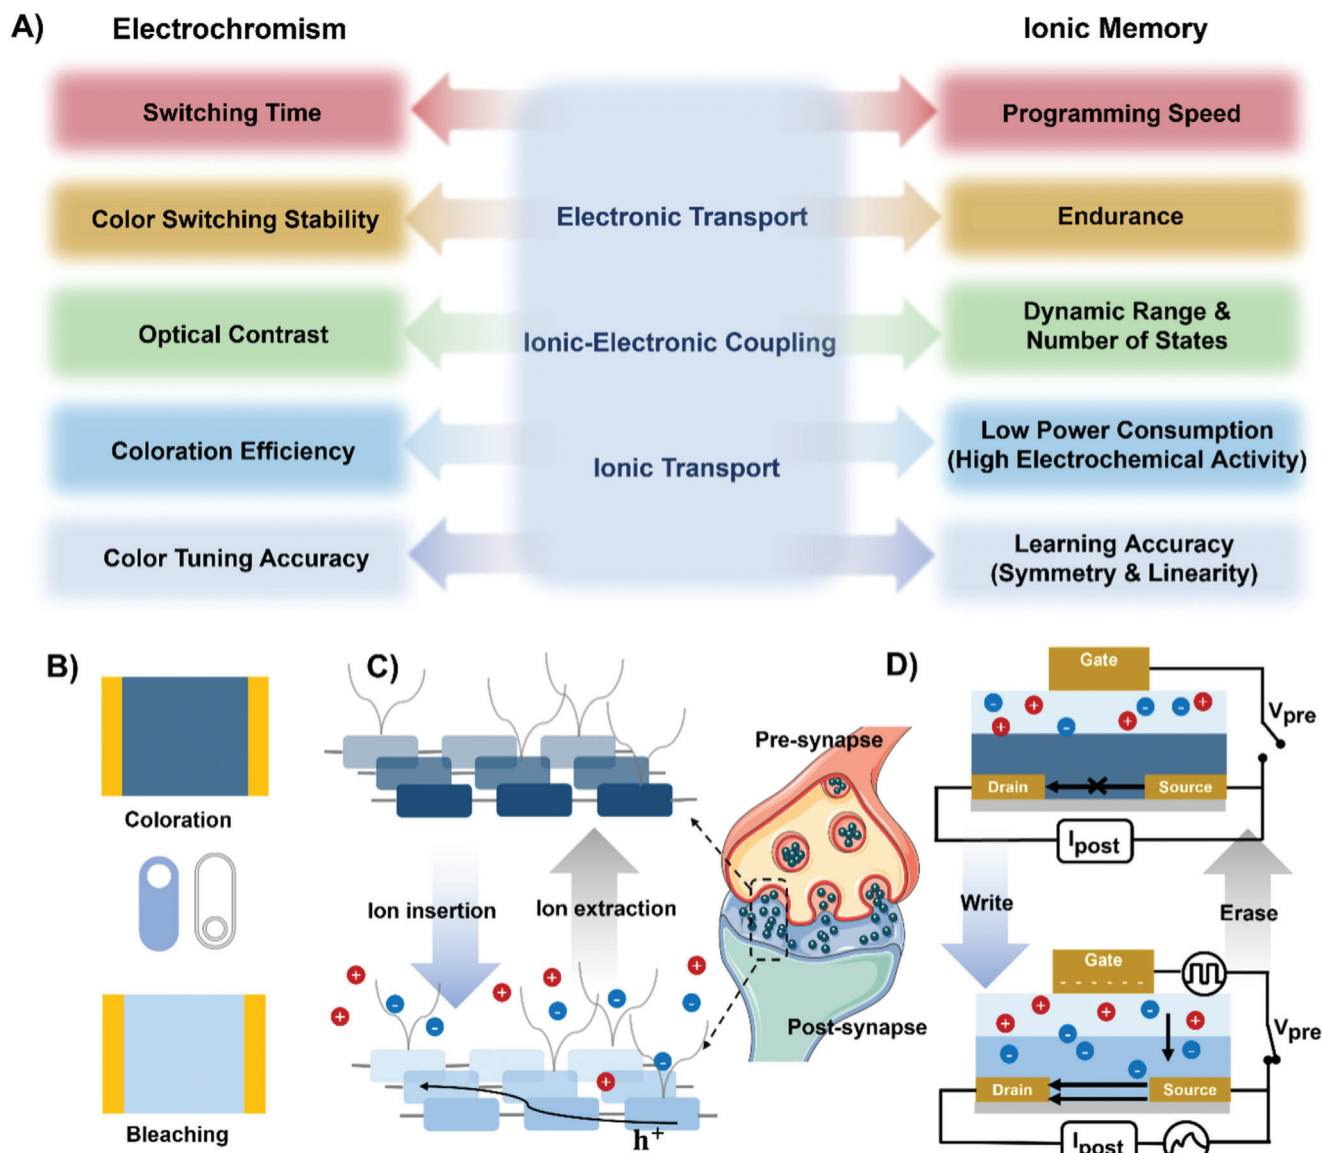 A)
Electrochromism
Ionic Memory
Switching Time
Programming Speed
Color Switching Stability
Electronic Transport
Endurance
Optical Contrast
Ionic-Electronic Coupling
Dynamic Range &
Number of States
Coloration Efficiency
Ionic Transport
Low Power Consumption
(High Electrochemical Activity)
Color Tuning Accuracy
Learning Accuracy
(Symmetry & Linearity)
B)
Coloration
Bleaching
C)
Ion insertion
Ion extraction
+
-
+
-
+
-
+
-
+
-
+
h+
Pre-synapse
Post-synapse
D)
Gate
Vpre
-
+
+
-
+
-
-
+
Drain
Source
Ipost
Write
Erase
Gate
- - - - - -
Vpre
+
+
-
+
-
+
-
-
-
-
Drain
Source
Ipost